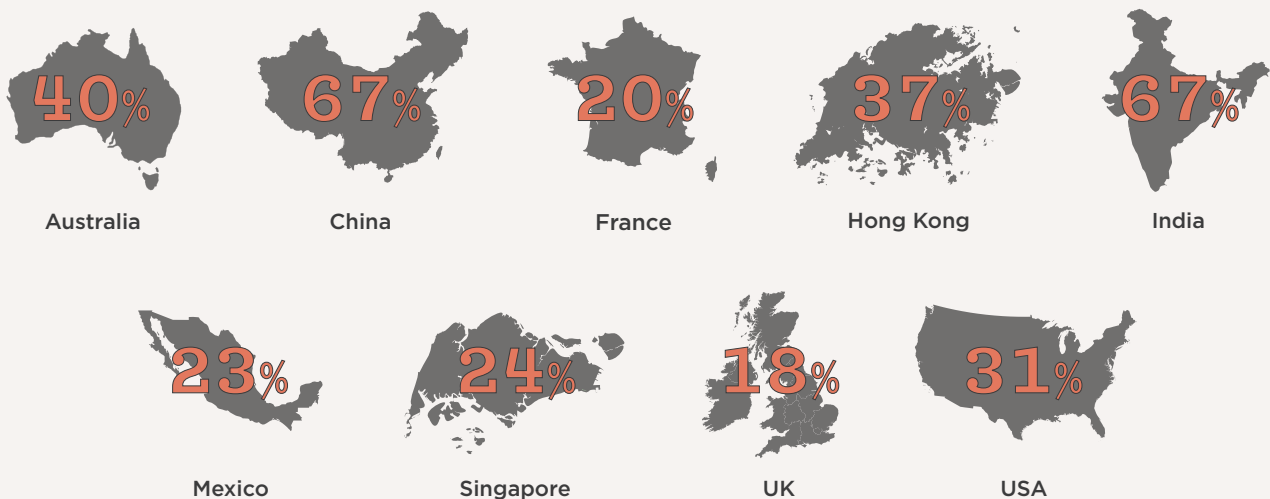 40% 67% 20% 37% 67%
Australia China France Hong Kong India
23% 24% 18% 31%
Mexico Singapore UK USA